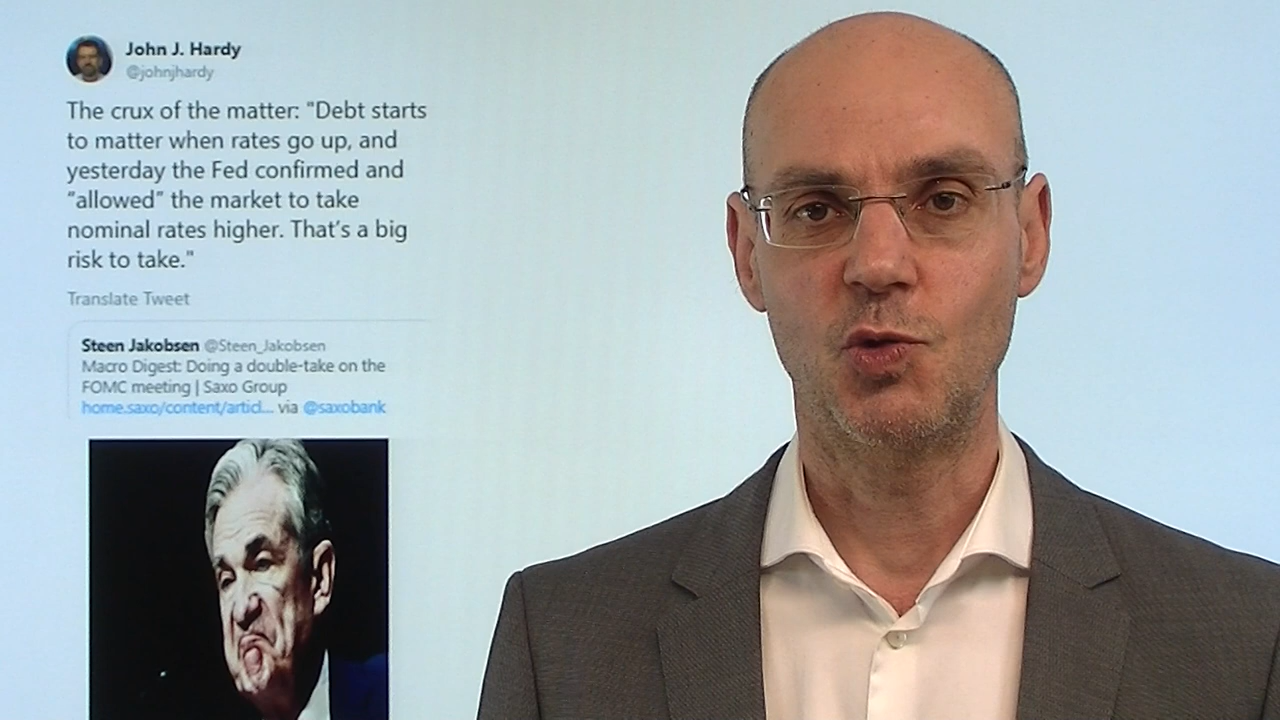 John J. Hardy
@johnjhardy
The crux of the matter: "Debt starts
to matter when rates go up, and
yesterday the Fed confirmed and
“allowed” the market to take
nominal rates higher. That’s a big
risk to take."
Translate Tweet
Steen Jakobsen @Steen_Jakobsen
Macro Digest: Doing a double-take on the
FOMC meeting | Saxo Group
home.saxo/content/articl... via @saxobank